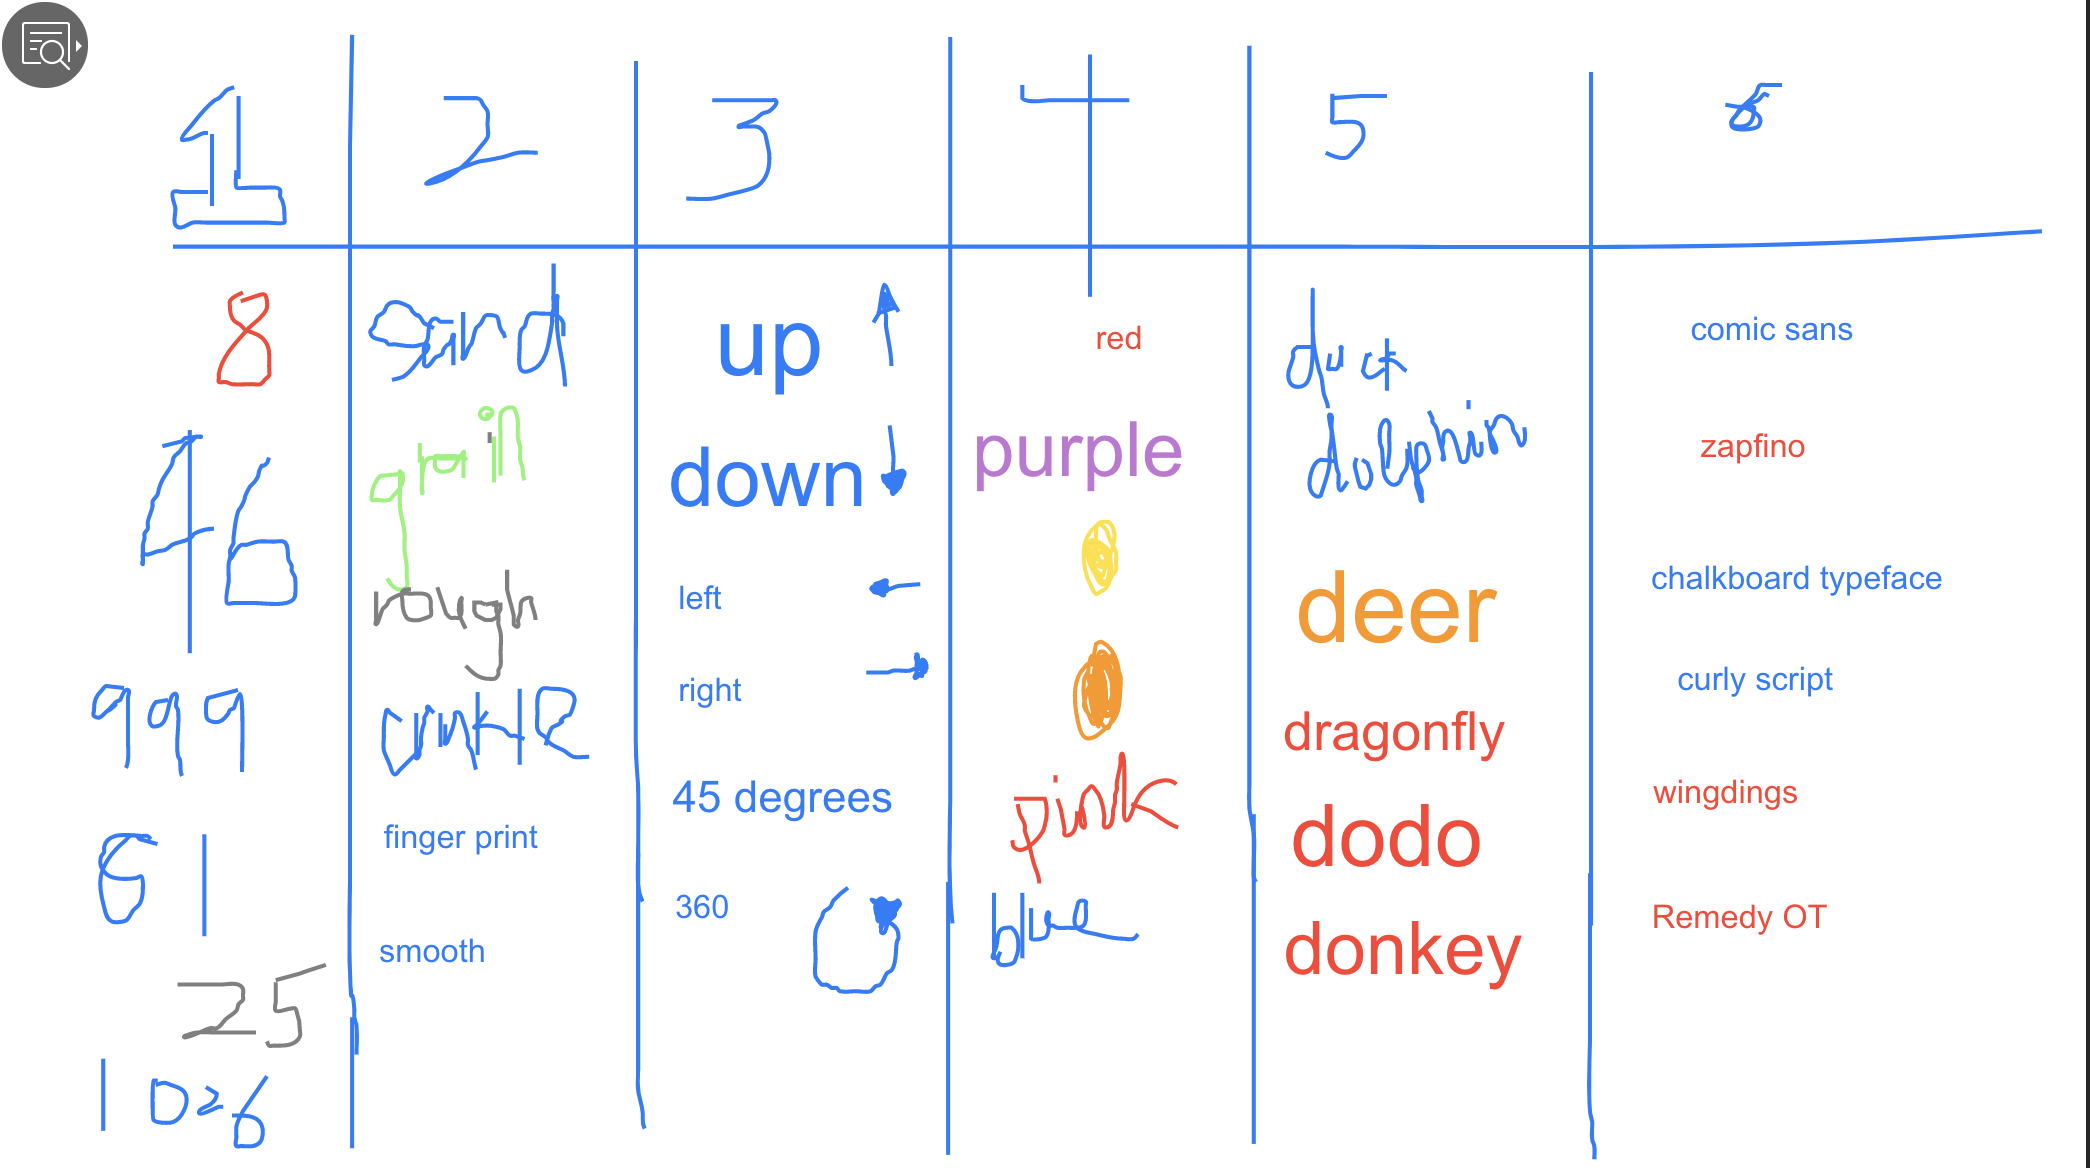 1 2 3 4 5 6
8
46
999
61
25
1026
sand
grain
rough
crinkle
finger print
smooth
up
down
left
right
45 degrees
360
red
purple
pink
blue
duck
dolphin
deer
dragonfly
dodo
donkey
comic sans
zapfino
chalkboard typeface
curly script
wingdings
Remedy OT